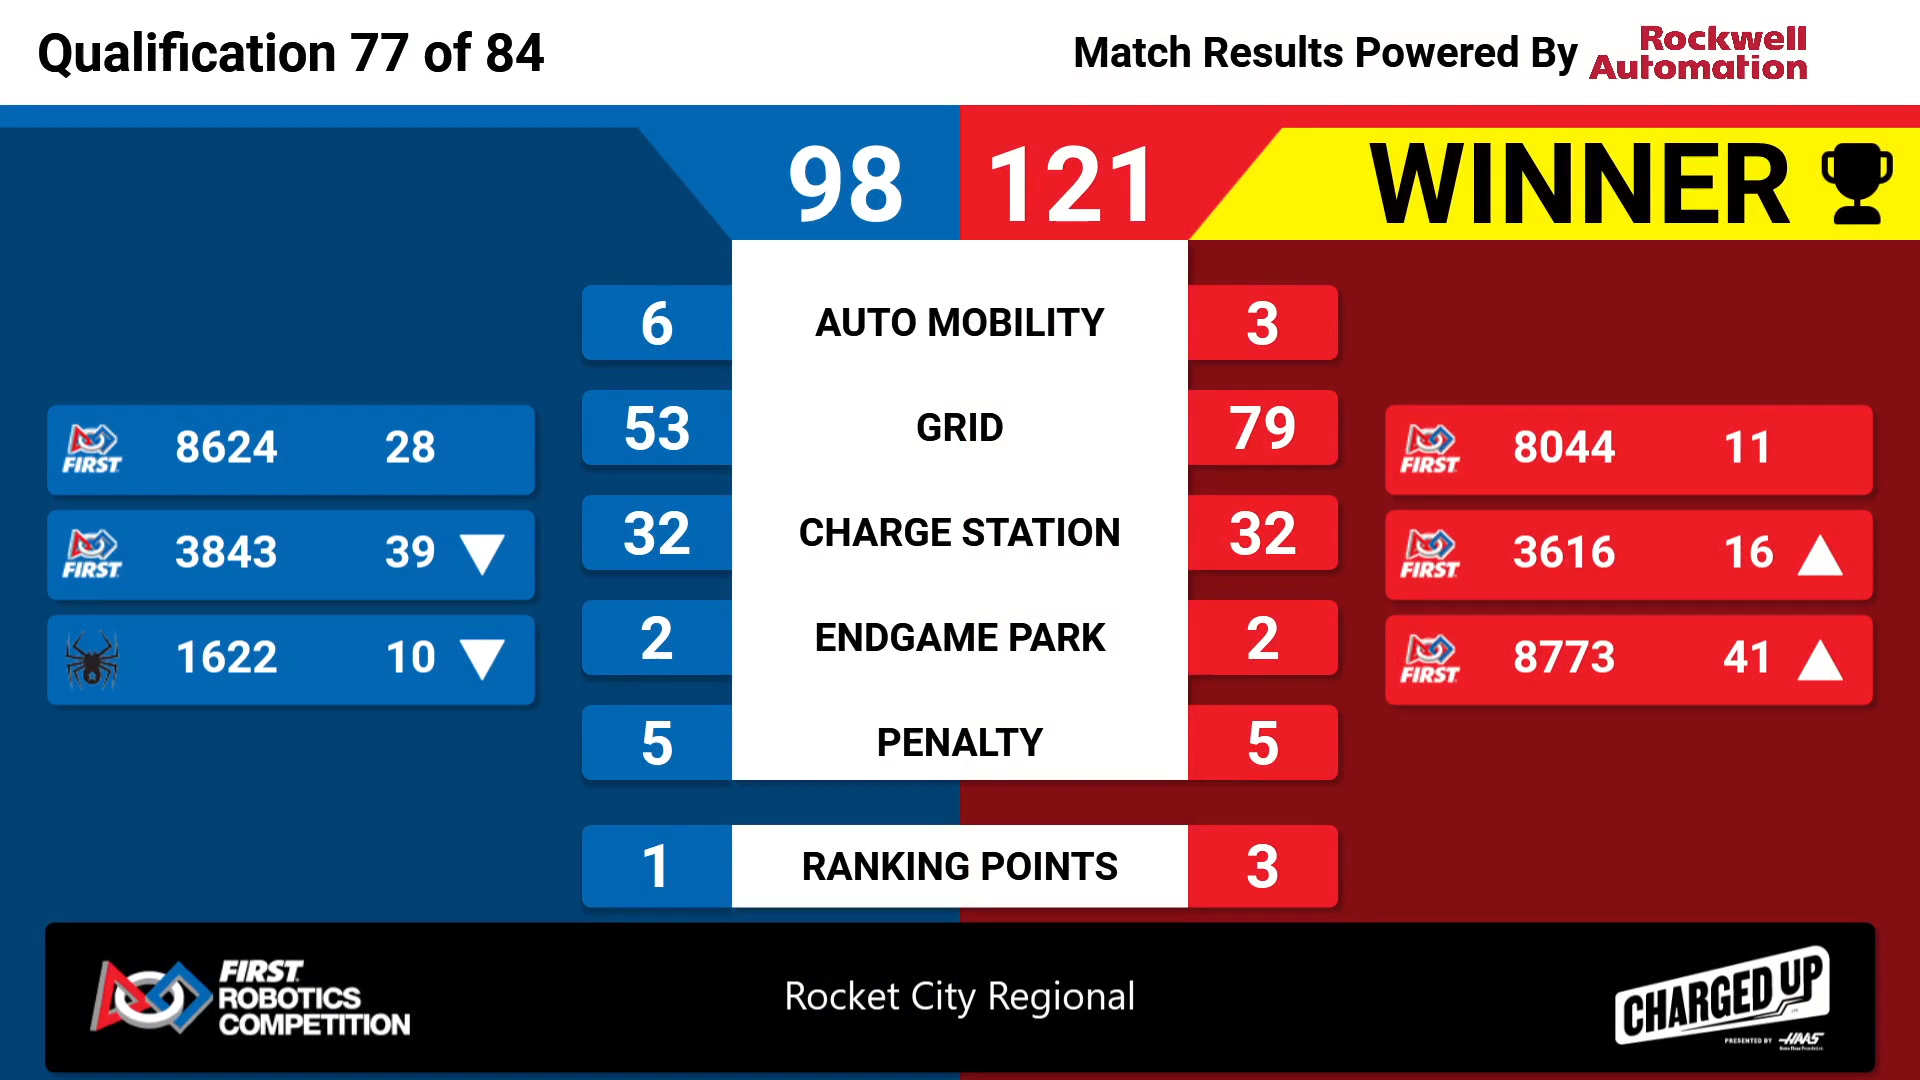 Qualification 77 of 84
Match Results Powered By
Rockwell
Automation
98
121
WINNER
6 AUTO MOBILITY 3
53 GRID 79
32 CHARGE STATION 32
2 ENDGAME PARK 2
5 PENALTY 5
1 RANKING POINTS 3
FIRST 8624 28
FIRST 3843 39
1622 10
FIRST 8044 11
FIRST 3616 16
FIRST 8773 41
FIRST
ROBOTICS
COMPETITION
Rocket City Regional
CHARGED UP
PRESENTED BY HAAS